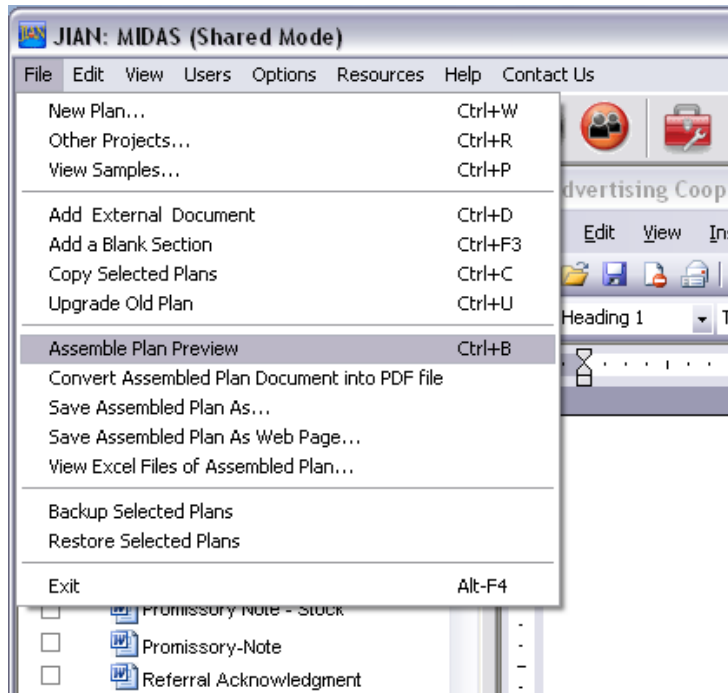 JIAN
JIAN: MIDAS (Shared Mode)
File Edit View Users Options Resources Help Contact Us
New Plan... Ctrl+W
Other Projects... Ctrl+R
View Samples... Ctrl+P
dvertising Coop
Add External Document Ctrl+D
Edit View In
Add a Blank Section Ctrl+F3
Copy Selected Plans Ctrl+C
Upgrade Old Plan Ctrl+U
Heading 1 T
Assemble Plan Preview Ctrl+B
Convert Assembled Plan Document into PDF file
Save Assembled Plan As...
Save Assembled Plan As Web Page...
View Excel Files of Assembled Plan...
Backup Selected Plans
Restore Selected Plans
Exit Alt-F4
Promissory Note - Stock
Promissory-Note
Referral Acknowledgment